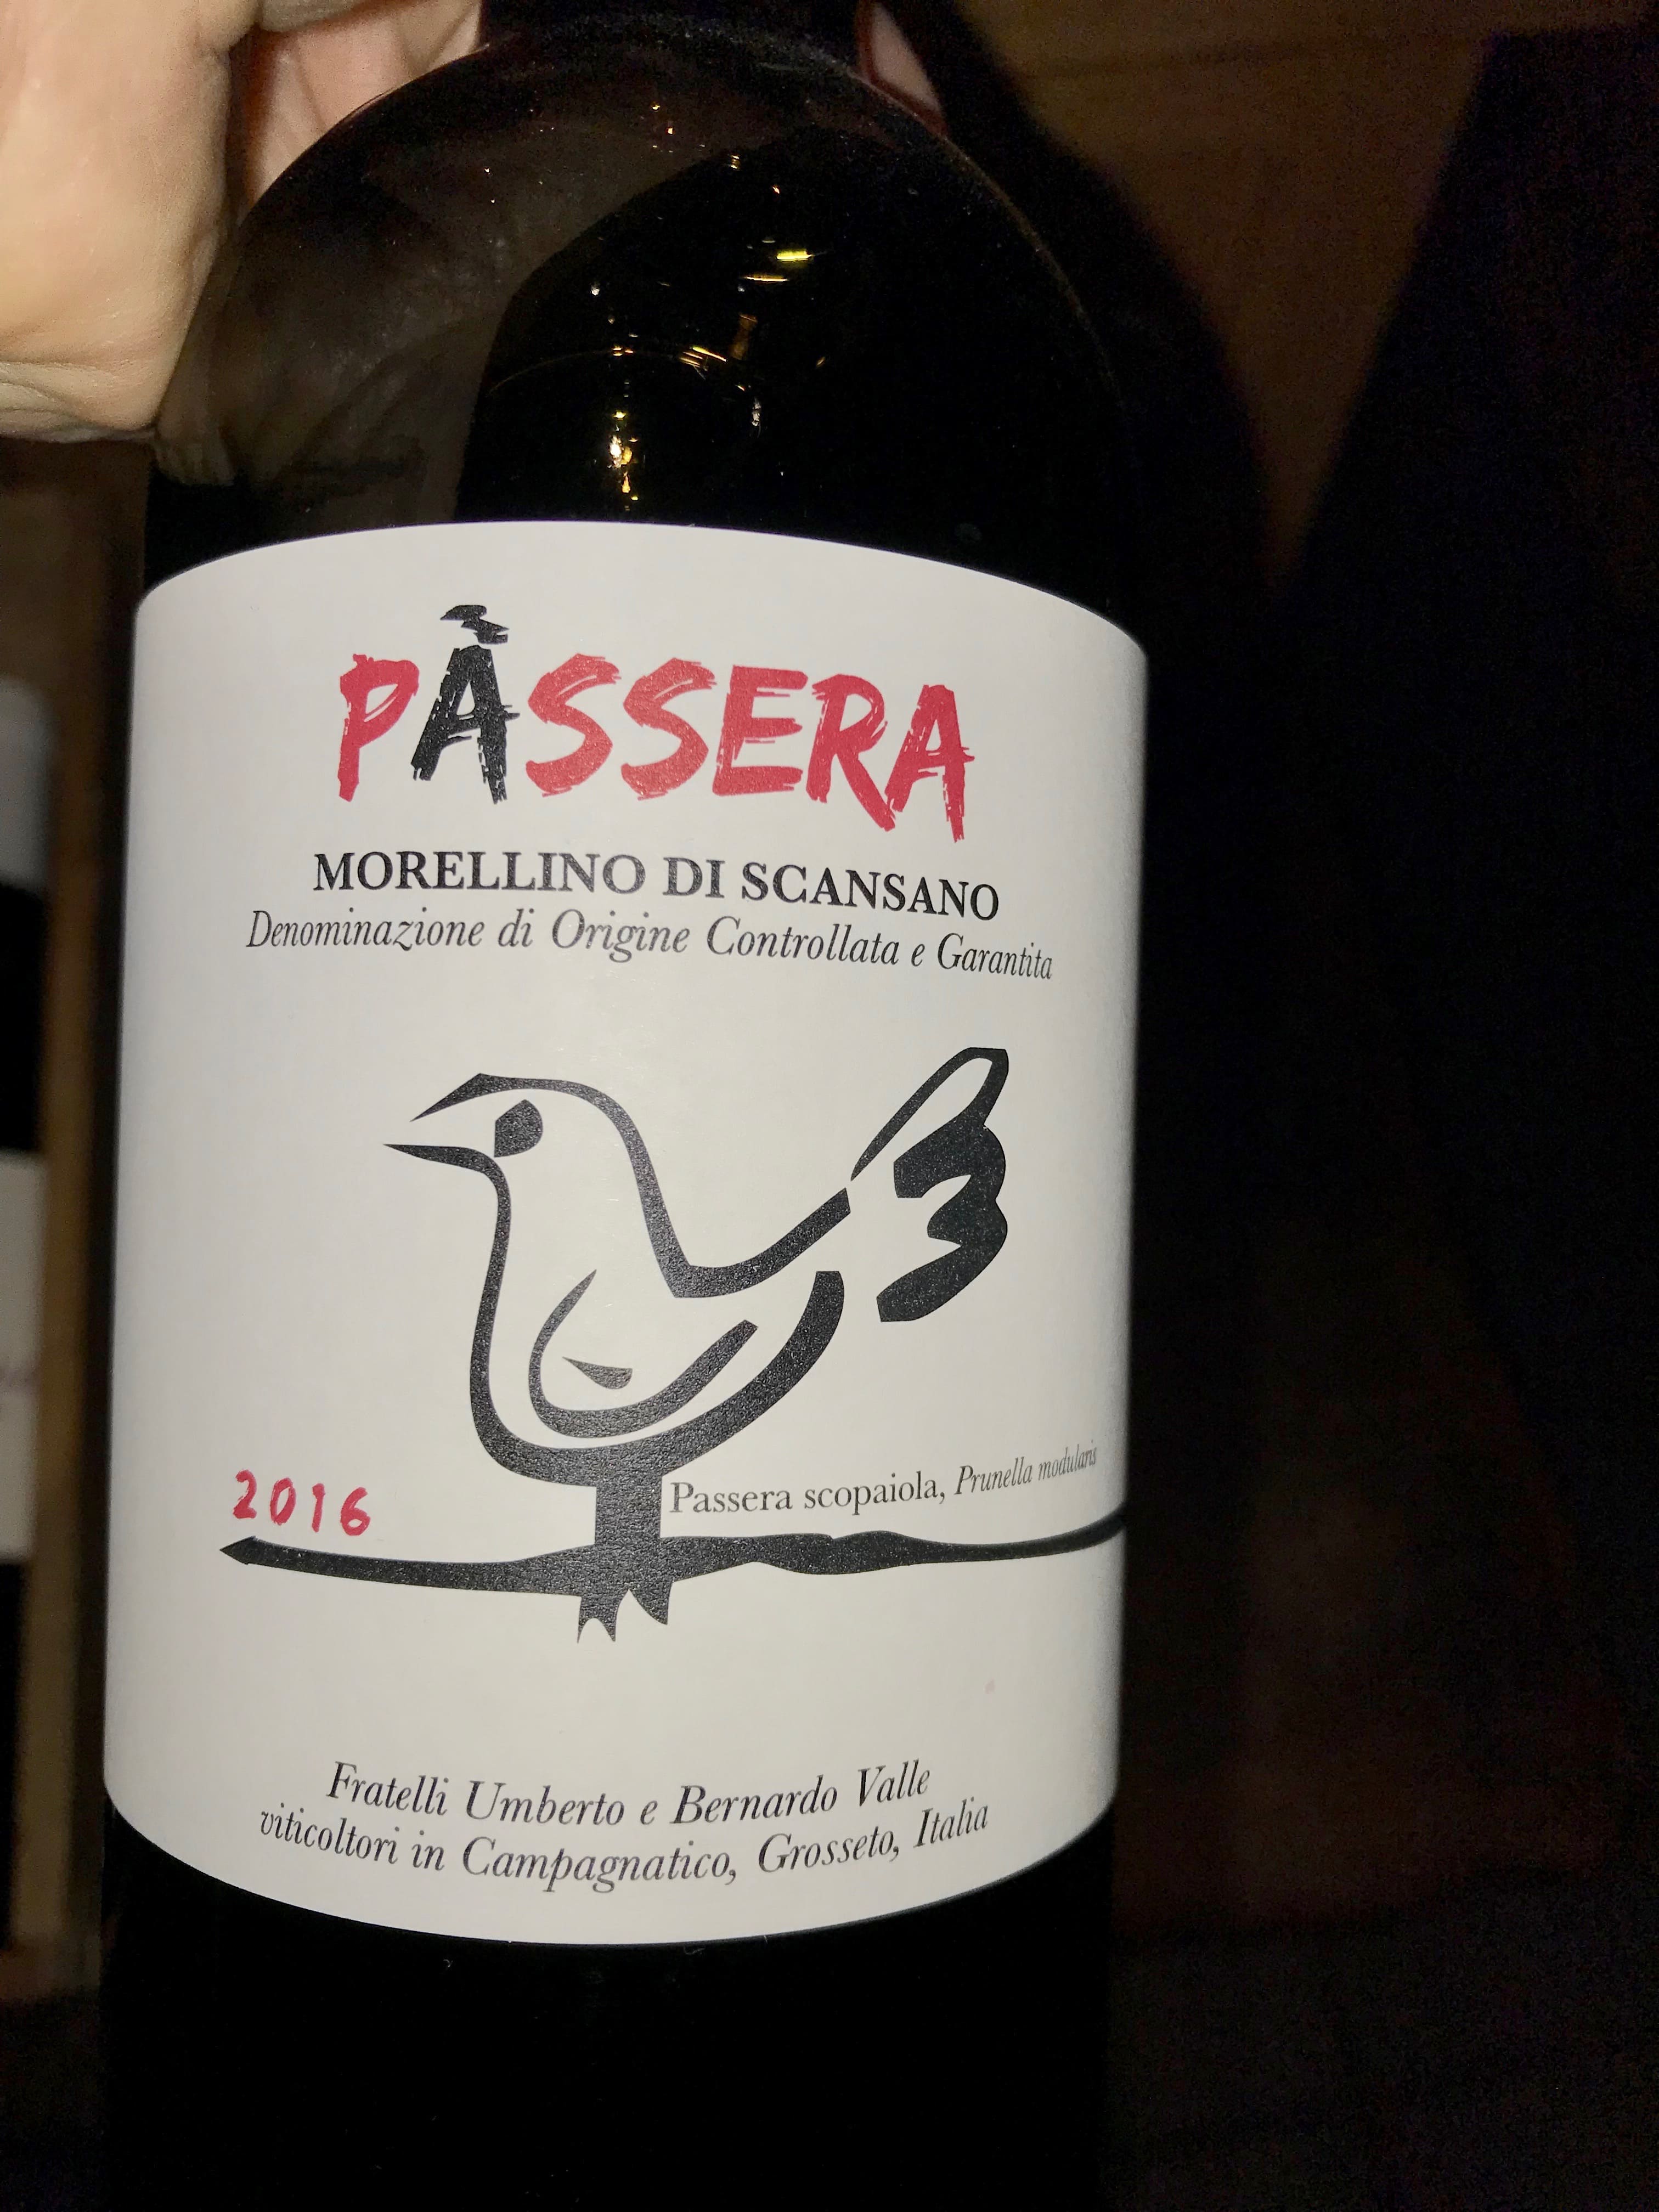 PÀSSERA
MORELLINO DI SCANSANO
Denominazione di Origine Controllata e Garantita
2016
Passera scopaiola, Prunella modularis
Fratelli Umberto e Bernardo Valle
viticoltori in Campagnatico, Grosseto, Italia